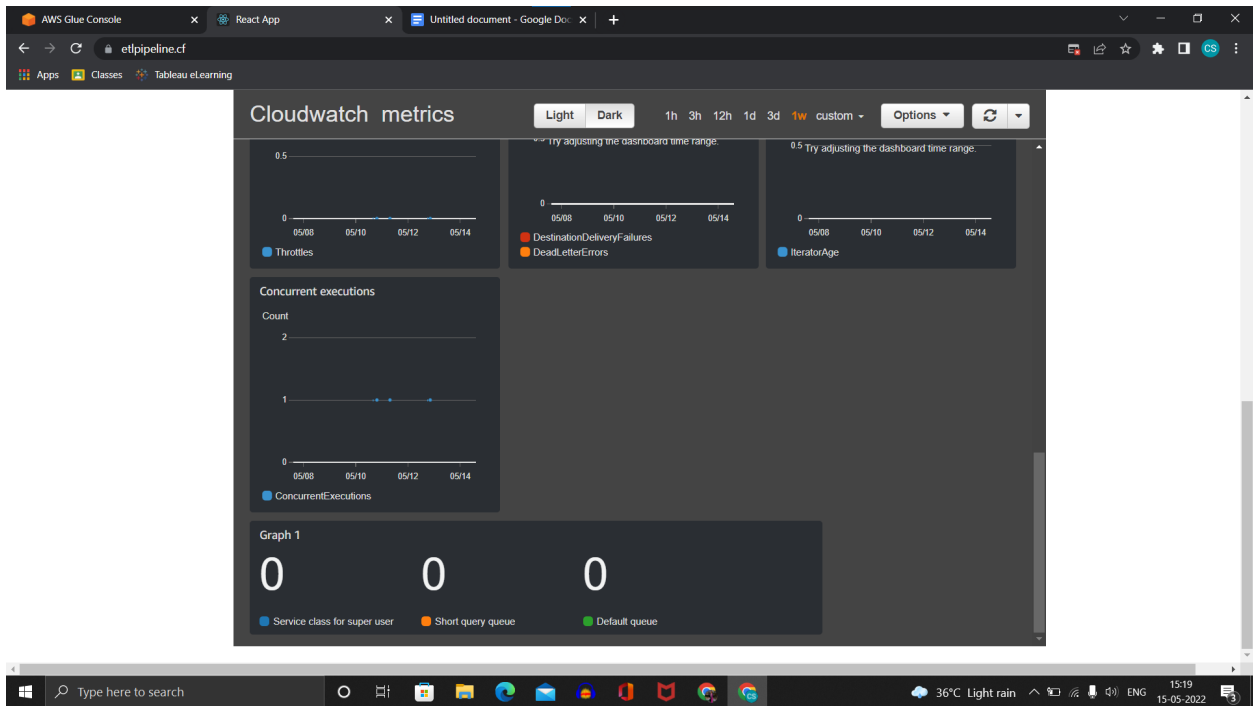 AWS Glue Console
React App
Untitled document - Google Doc
etlpipeline.cf
CS
Apps
Classes
Tableau eLearning
Cloudwatch metrics
Light
Dark
1h 3h 12h 1d 3d 1w custom
Options
0.5
0
05/08 05/10 05/12 05/14
Throttles
Try adjusting the dashboard time range.
0
05/08 05/10 05/12 05/14
DestinationDeliveryFailures
DeadLetterErrors
0.5 Try adjusting the dashboard time range.
0
05/08 05/10 05/12 05/14
IteratorAge
Concurrent executions
Count
2
1
0
05/08 05/10 05/12 05/14
ConcurrentExecutions
Graph 1
0 0 0
Service class for super user
Short query queue
Default queue
Type here to search
36°C Light rain
ENG
15:19
15-05-2022
3